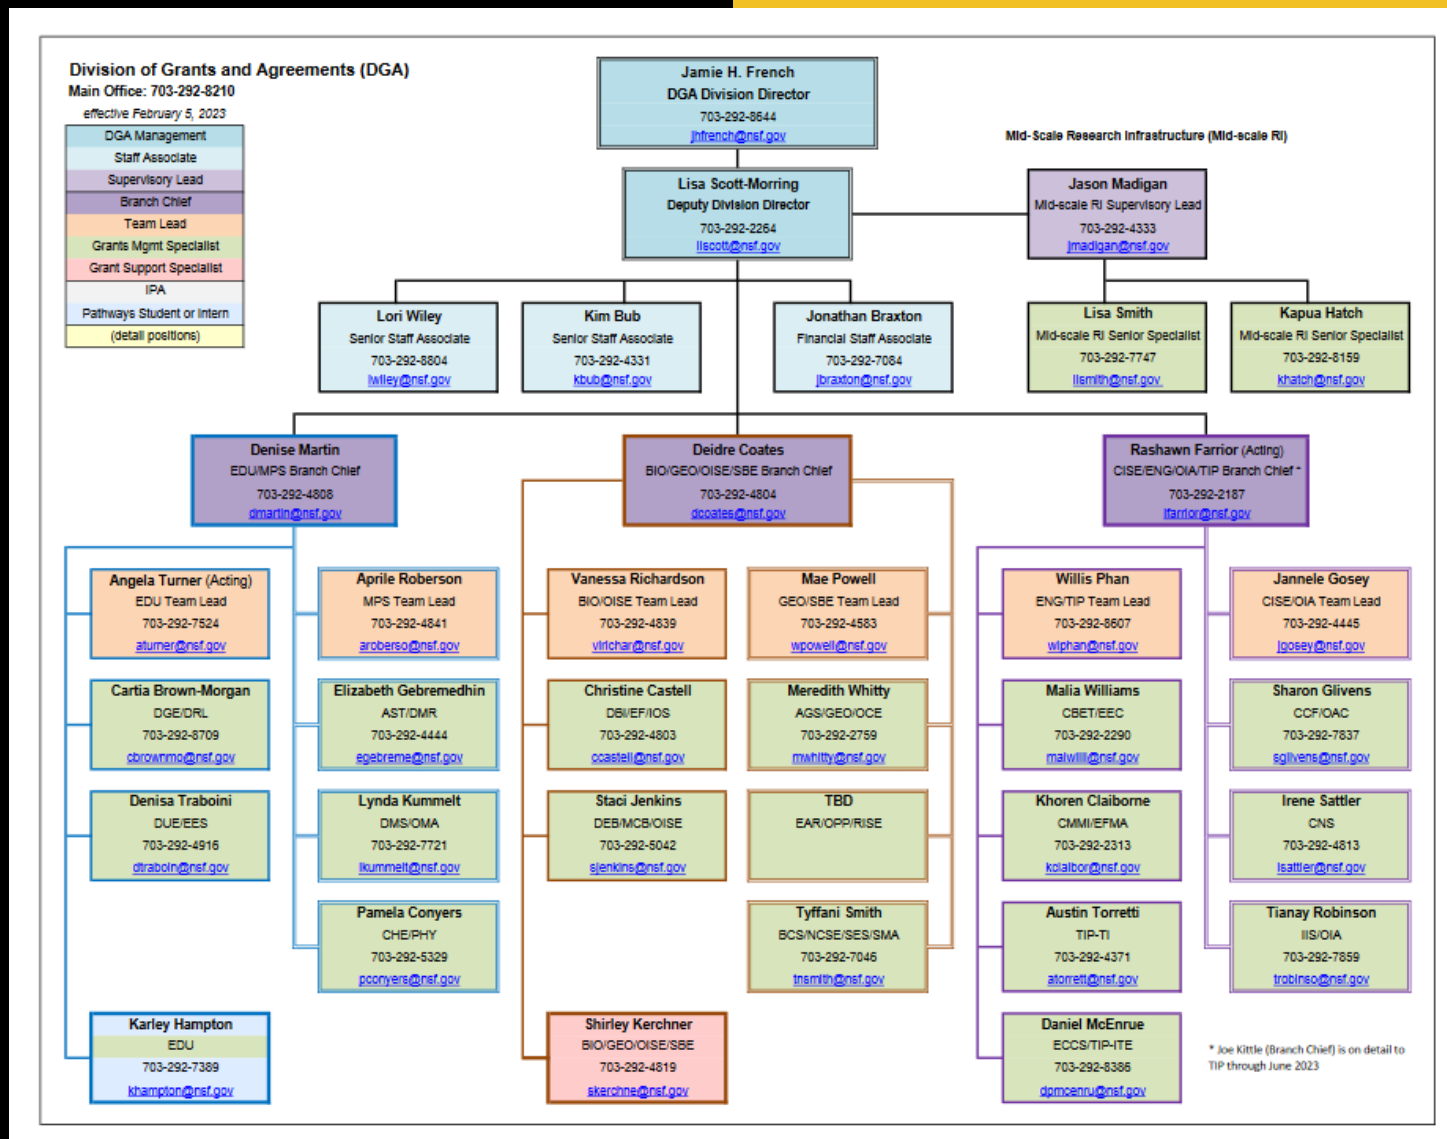 Division of Grants and Agreements (DGA)
Main Office: 703-292-8210
effective February 5, 2023
DGA Management
Staff Associate
Supervisory Lead
Branch Chief
Team Lead
Grants Mgmt Specialist
Grant Support Specialist
IPA
Pathways Student or Intern
(detail positions)
Jamie H. French
DGA Division Director
703-292-8644
jhfrench@nsf.gov
Lisa Scott-Morring
Deputy Division Director
703-292-2264
llscott@nsf.gov
Mid-Scale Research Infrastructure (Mid-scale RI)
Jason Madigan
Mid-scale RI Supervisory Lead
703-292-4333
jmadigan@nsf.gov
Lori Wiley
Senior Staff Associate
703-292-8804
lwiley@nsf.gov
Kim Bub
Senior Staff Associate
703-292-4331
kbub@nsf.gov
Jonathan Braxton
Financial Staff Associate
703-292-7084
jbraxton@nsf.gov
Lisa Smith
Mid-scale RI Senior Specialist
703-292-7747
lismith@nsf.gov
Kapua Hatch
Mid-scale RI Senior Specialist
703-292-8159
khatch@nsf.gov
Denise Martin
EDU/MPS Branch Chief
703-292-4808
dmartin@nsf.gov
Deidre Coates
BIO/GEO/OISE/SBE Branch Chief
703-292-4804
dcoates@nsf.gov
Rashawn Farrior (Acting)
CISE/ENG/OIA/TIP Branch Chief *
703-292-2187
rfarrior@nsf.gov
Angela Turner (Acting)
EDU Team Lead
703-292-7524
aturner@nsf.gov
Aprile Roberson
MPS Team Lead
703-292-4841
aroberso@nsf.gov
Vanessa Richardson
BIO/OISE Team Lead
703-292-4839
vlrichar@nsf.gov
Mae Powell
GEO/SBE Team Lead
703-292-4583
wpowell@nsf.gov
Willis Phan
ENG/TIP Team Lead
703-292-8607
wiphan@nsf.gov
Jannele Gosey
CISE/OIA Team Lead
703-292-4445
jgosey@nsf.gov
Cartia Brown-Morgan
DGE/DRL
703-292-8709
cbrownmo@nsf.gov
Elizabeth Gebremedhin
AST/DMR
703-292-4444
egebreme@nsf.gov
Christine Castell
DBI/EF/IOS
703-292-4803
ccastell@nsf.gov
Meredith Whitty
AGS/GEO/OCE
703-292-2759
mwhitty@nsf.gov
Malia Williams
CBET/EEC
703-292-2290
malwilli@nsf.gov
Sharon Glivens
CCF/OAC
703-292-7837
sglivens@nsf.gov
Denisa Traboini
DUE/EES
703-292-4916
dtraboin@nsf.gov
Lynda Kummelt
DMS/OMA
703-292-7721
lkummelt@nsf.gov
Staci Jenkins
DEB/MCB/OISE
703-292-5042
sjenkins@nsf.gov
TBD
EAR/OPP/RISE
Khoren Claiborne
CMMI/EFMA
703-292-2313
kclaibor@nsf.gov
Irene Sattler
CNS
703-292-4813
isattler@nsf.gov
Pamela Conyers
CHE/PHY
703-292-5329
pconyers@nsf.gov
Tyffani Smith
BCS/NCSE/SES/SMA
703-292-7046
tnsmith@nsf.gov
Austin Torretti
TIP-TI
703-292-4371
atorrett@nsf.gov
Tianay Robinson
IIS/OIA
703-292-7859
trobinso@nsf.gov
Karley Hampton
EDU
703-292-7389
khampton@nsf.gov
Shirley Kerchner
BIO/GEO/OISE/SBE
703-292-4819
skerchne@nsf.gov
Daniel McEnrue
ECCS/TIP-ITE
703-292-8386
dpmcenru@nsf.gov
* Joe Kittle (Branch Chief) is on detail to
TIP through June 2023